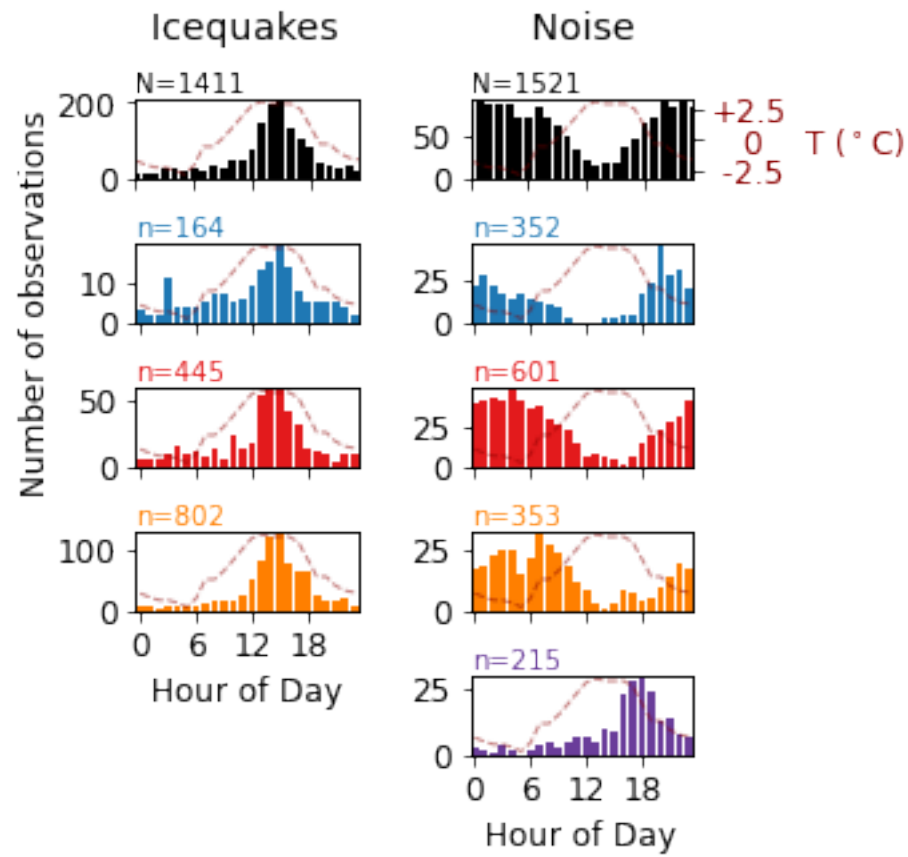 Icequakes
Noise
N=1411
N=1521
Number of observations
200
0
50
0
+2.5
0
-2.5
T (°C)
n=164
n=352
10
0
25
0
n=445
n=601
50
0
25
0
n=802
n=353
100
0
25
0
0 6 12 18
Hour of Day
n=215
25
0
0 6 12 18
Hour of Day